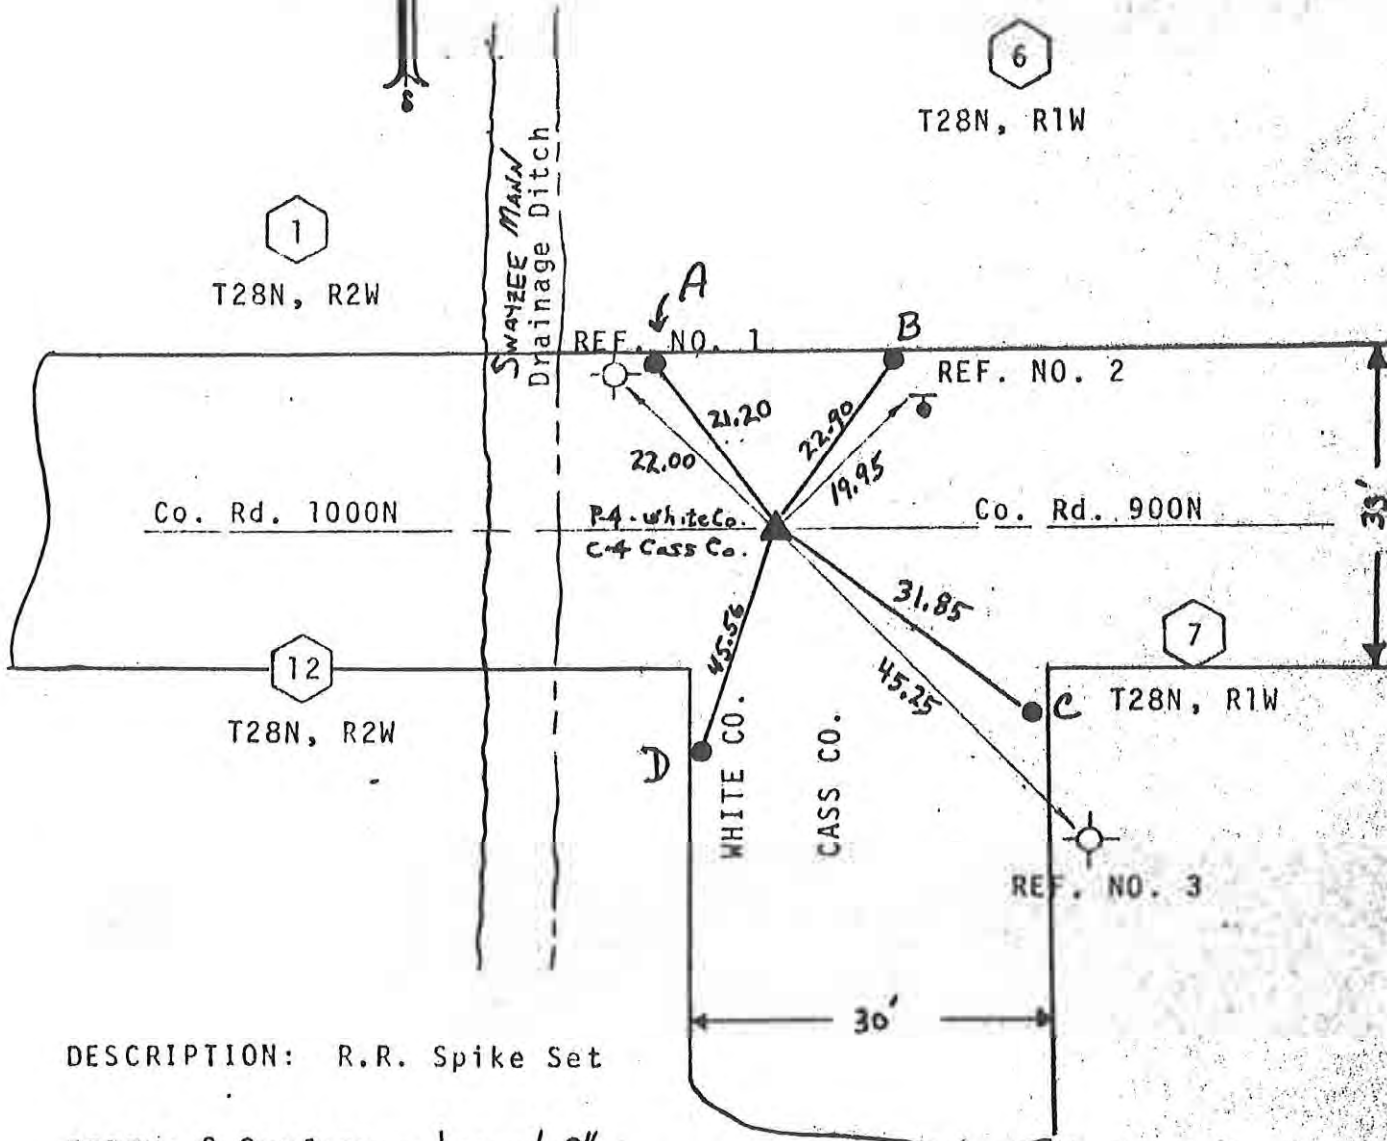 S
6
T28N, R1W
1
T28N, R2W
SWAYZEE MANN
Drainage Ditch
A
REF. NO. 1
B
REF. NO. 2
21.20
22.90
22.00
19.95
Co. Rd. 1000N
P-4 - White Co.
C-4 Cass Co.
Co. Rd. 900N
33'
31.85
45.56
45.25
12
T28N, R2W
7
T28N, R1W
C
D
WHITE CO.
CASS CO.
REF. NO. 3
30'
DESCRIPTION: R.R. Spike Set